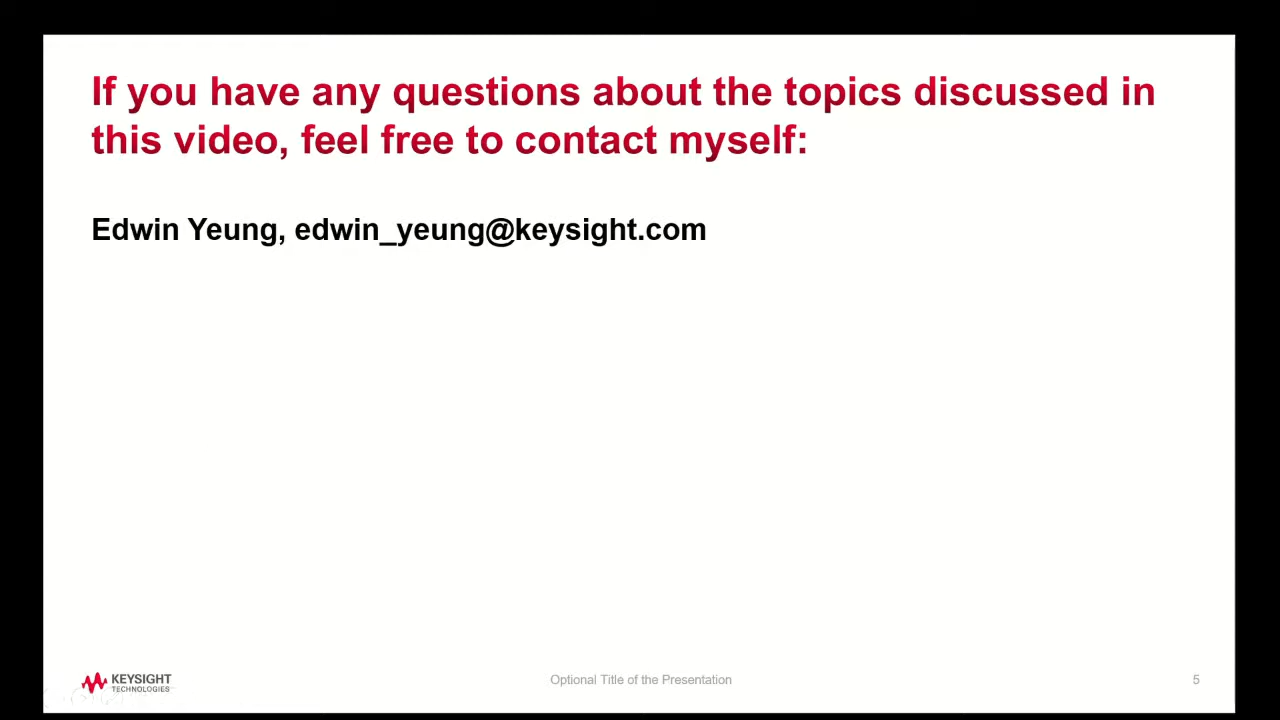 If you have any questions about the topics discussed in
this video, feel free to contact myself:
Edwin Yeung, edwin_yeung@keysight.com
KEYSIGHT
TECHNOLOGIES
Optional Title of the Presentation
5